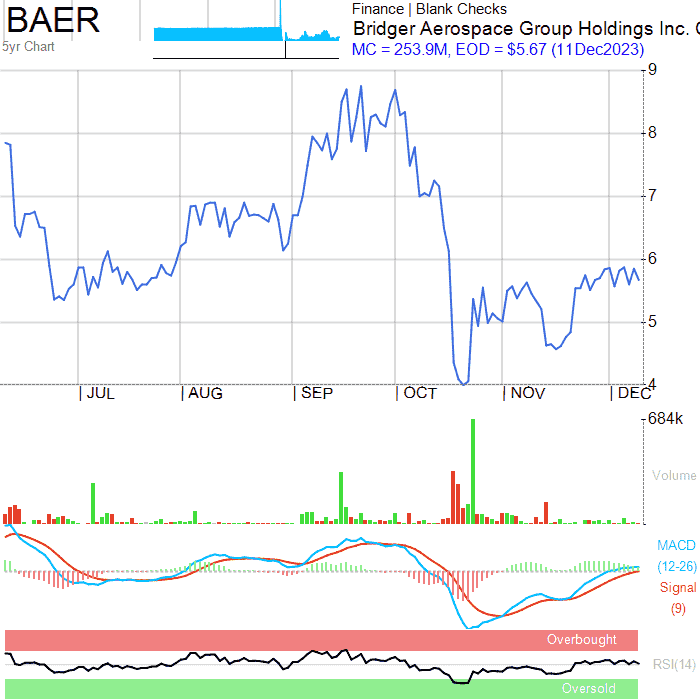 BAER
5yr Chart
Finance | Blank Checks
Bridger Aerospace Group Holdings Inc. C
MC = 253.9M, EOD = $5.67 (11Dec2023)
9
8
7
6
5
4
JUL AUG SEP OCT NOV DEC
684k
Volume
MACD
(12-26)
Signal
(9)
Overbought
RSI(14)
Oversold